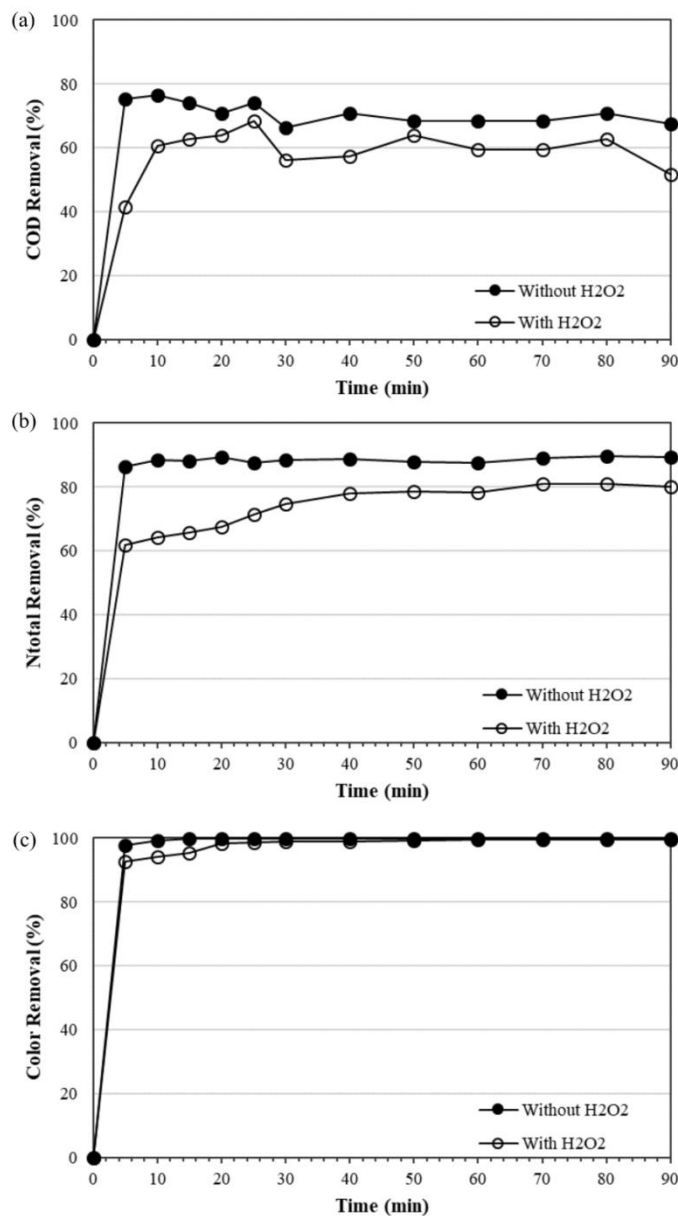 (a)
100
80
60
40
20
0
COD Removal (%)
Without H2O2
With H2O2
0 10 20 30 40 50 60 70 80 90
Time (min)
(b)
100
80
60
40
20
0
Ntotal Removal (%)
Without H2O2
With H2O2
0 10 20 30 40 50 60 70 80 90
Time (min)
(c)
100
80
60
40
20
0
Color Removal (%)
Without H2O2
With H2O2
0 10 20 30 40 50 60 70 80 90
Time (min)